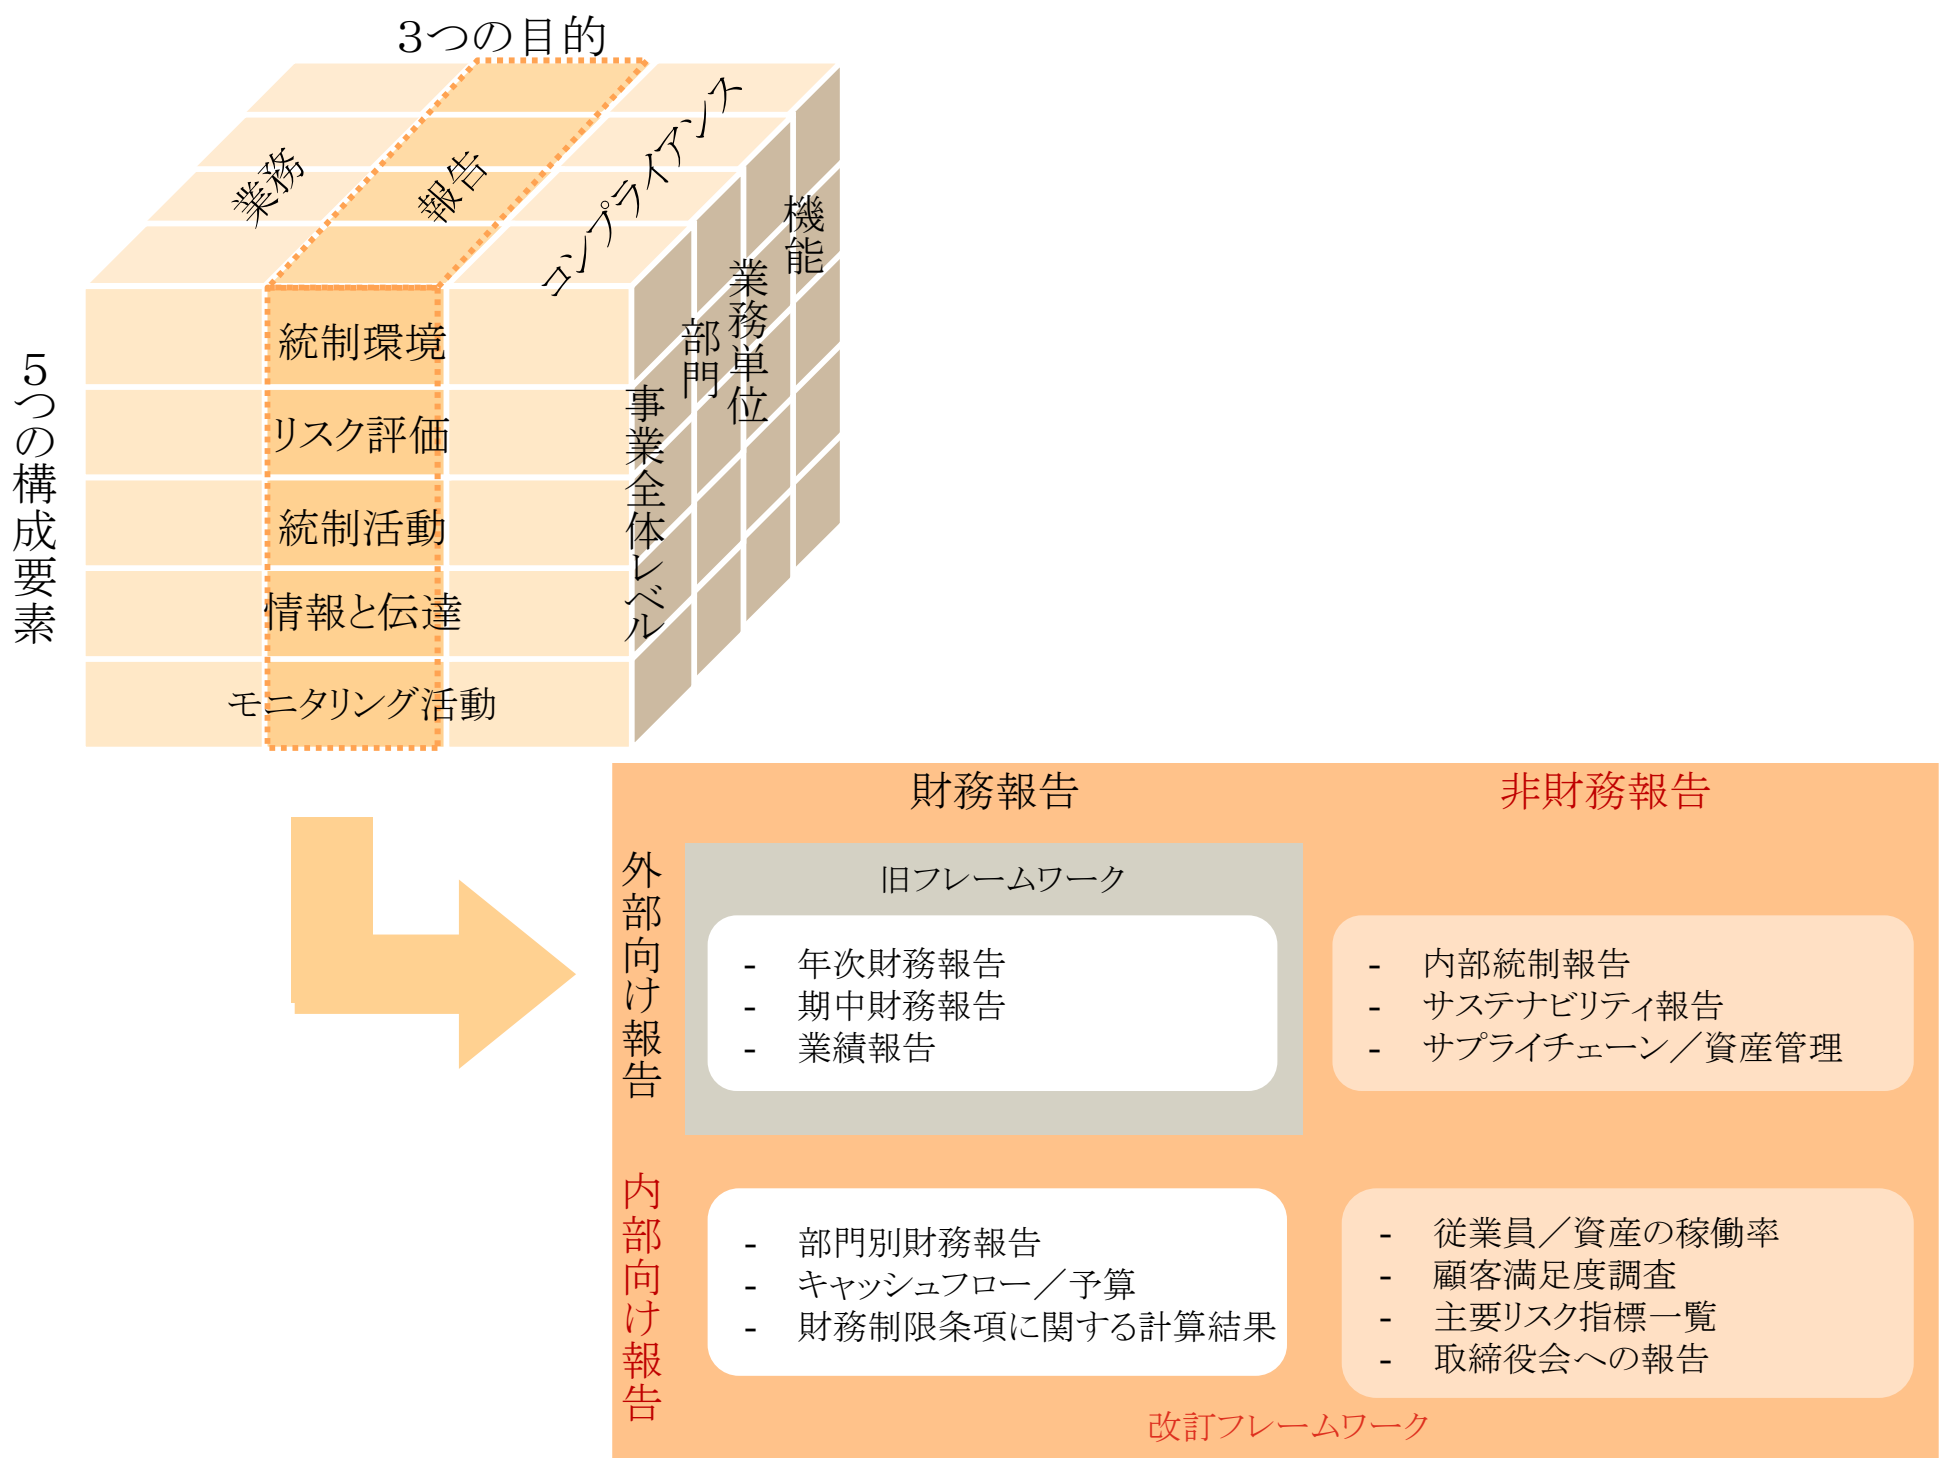 ３つの目的
業務
報告
コンプライアンス
５つの構成要素
統制環境
リスク評価
統制活動
情報と伝達
モニタリング活動
事業全体レベル
部門
業務単位
機能
財務報告
非財務報告
外部向け報告
旧フレームワーク
- 年次財務報告
- 期中財務報告
- 業績報告
- 内部統制報告
- サステナビリティ報告
- サプライチェーン／資産管理
内部向け報告
- 部門別財務報告
- キャッシュフロー／予算
- 財務制限条項に関する計算結果
- 従業員／資産の稼働率
- 顧客満足度調査
- 主要リスク指標一覧
- 取締役会への報告
改訂フレームワーク